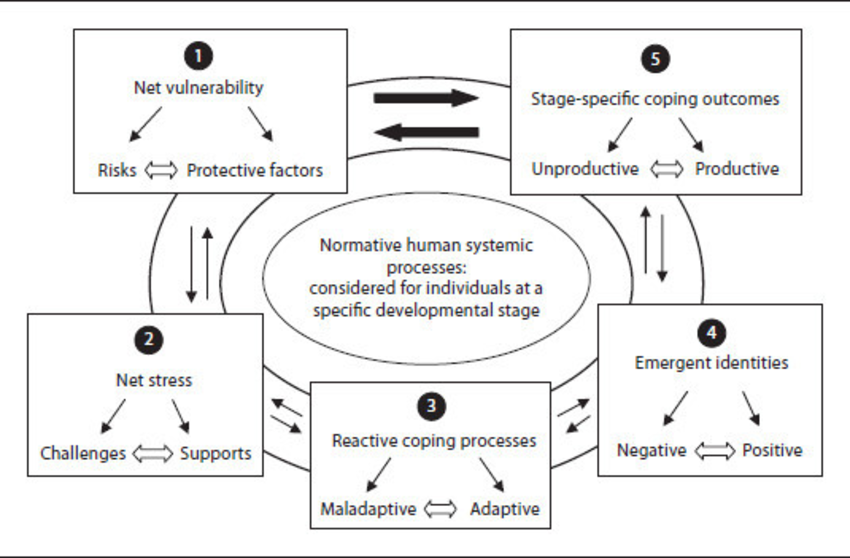 1
Net vulnerability
Risks Protective factors
5
Stage-specific coping outcomes
Unproductive Productive
Normative human systemic
processes:
considered for individuals at a
specific developmental stage
2
Net stress
Challenges Supports
3
Reactive coping processes
Maladaptive Adaptive
4
Emergent identities
Negative Positive